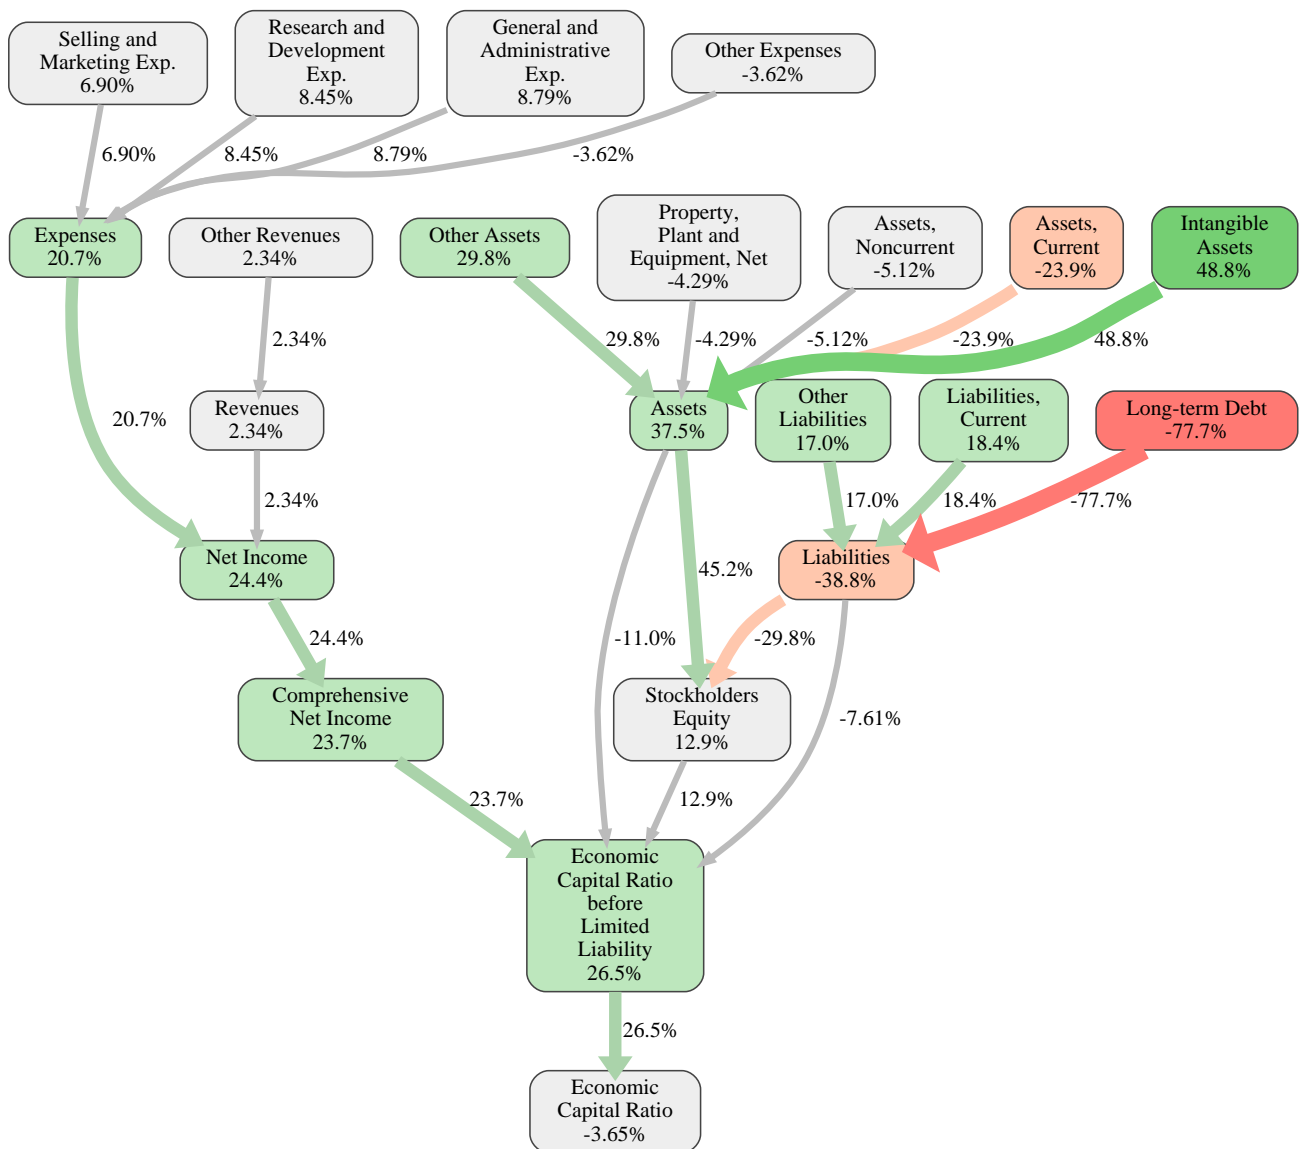 Selling and
Marketing Exp.
6.90%
Research and
Development
Exp.
8.45%
General and
Administrative
Exp.
8.79%
Other Expenses
-3.62%
6.90%
8.45%
8.79%
-3.62%
Expenses
20.7%
Other Revenues
2.34%
Other Assets
29.8%
Property,
Plant and
Equipment, Net
-4.29%
Assets,
Noncurrent
-5.12%
Assets,
Current
-23.9%
Intangible
Assets
48.8%
2.34%
29.8%
-4.29%
-5.12%
-23.9%
48.8%
20.7%
Revenues
2.34%
Assets
37.5%
Other
Liabilities
17.0%
Liabilities,
Current
18.4%
Long-term Debt
-77.7%
2.34%
17.0%
18.4%
-77.7%
Net Income
24.4%
45.2%
Liabilities
-38.8%
24.4%
-11.0%
-29.8%
Comprehensive
Net Income
23.7%
Stockholders
Equity
12.9%
-7.61%
23.7%
12.9%
Economic
Capital Ratio
before
Limited
Liability
26.5%
26.5%
Economic
Capital Ratio
-3.65%